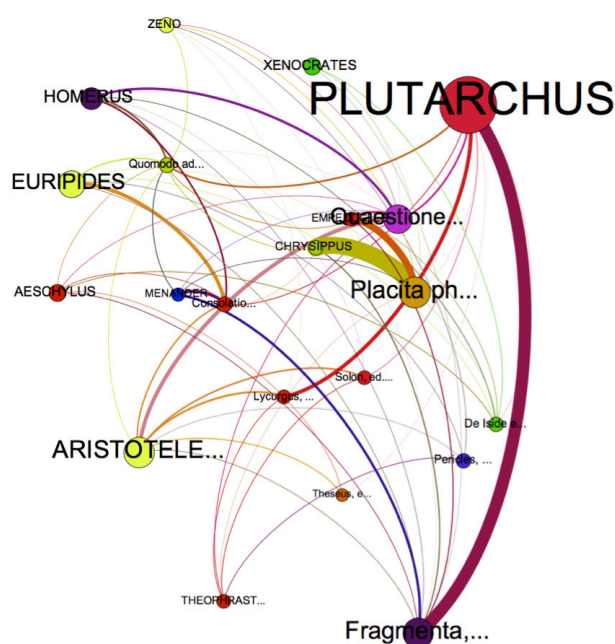 ZENO
XENOCRATES
HOMERUS
PLUTARCHUS
Quomodo ad...
EURIPIDES
Quaestione...
CHRYSIPPUS
AESCHYLUS
MENANDER
Consolatio...
Placita ph...
Solon, ed....
Lycurgus, ...
De Iside e...
ARISTOTELE...
Pericles, ...
Theseus, e...
THEOPHRAST...
Fragmenta,...